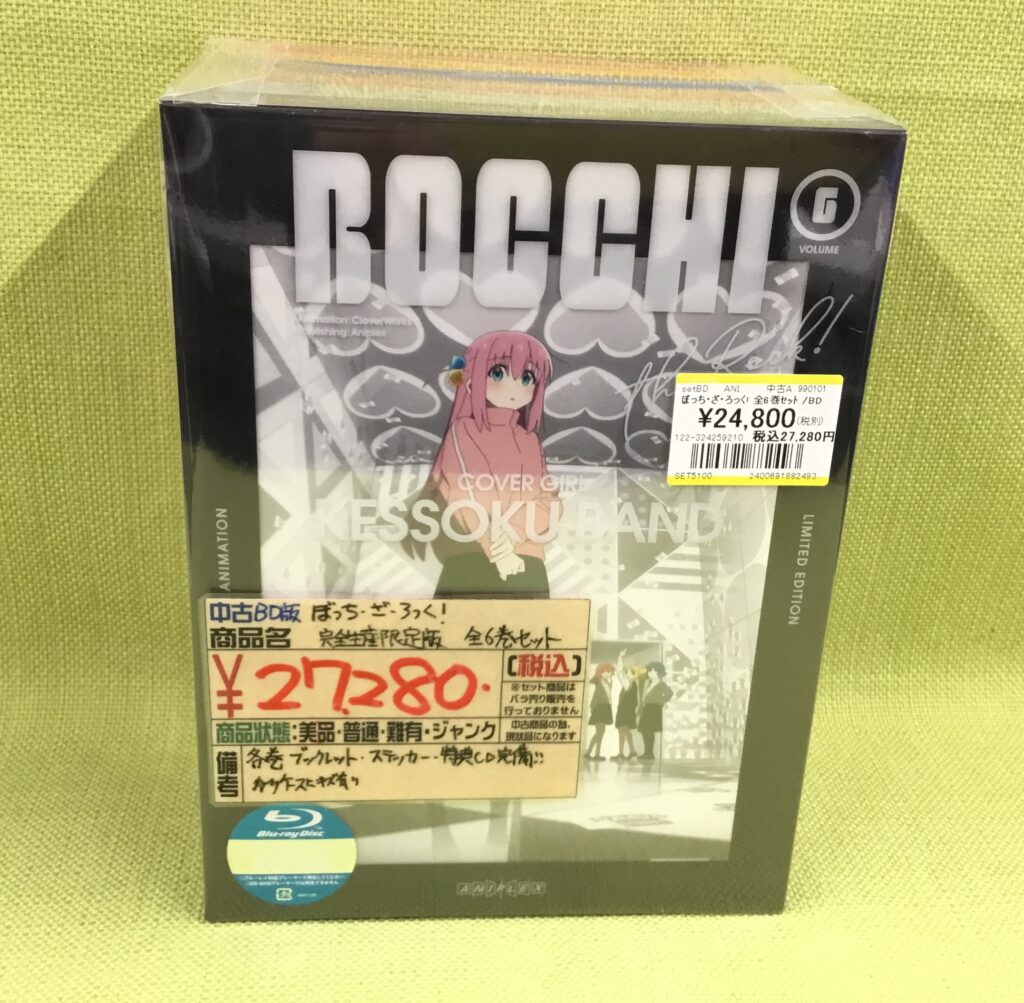 BOCCHI
6
VOLUME
Animation: CloverWorks
Publishing: Aniplex
the Rock!
setBD ANI 中古A 990101
ぼっち・ざ・ろっく! 全6巻セット /BD
¥24,800(税別)
122-324259210 税込27,280円
SET5100 2400691882493
COVER GIRL
KESSOKU BAND
ANIMATION
LIMITED EDITION
中古BD版 ぼっち・ざ・ろっく!
商品名 完全生産限定版 全6巻セット
¥27,280.
【税込】
※セット商品は
バラ売り販売を
行っておりません
商品状態:美品・普通・難有・ジャンク
中古商品の為、
現状品になります
備考
各巻ブックレット・ステッカー・特典CD完備!!
Blu-ray Disc
ANIPLEX